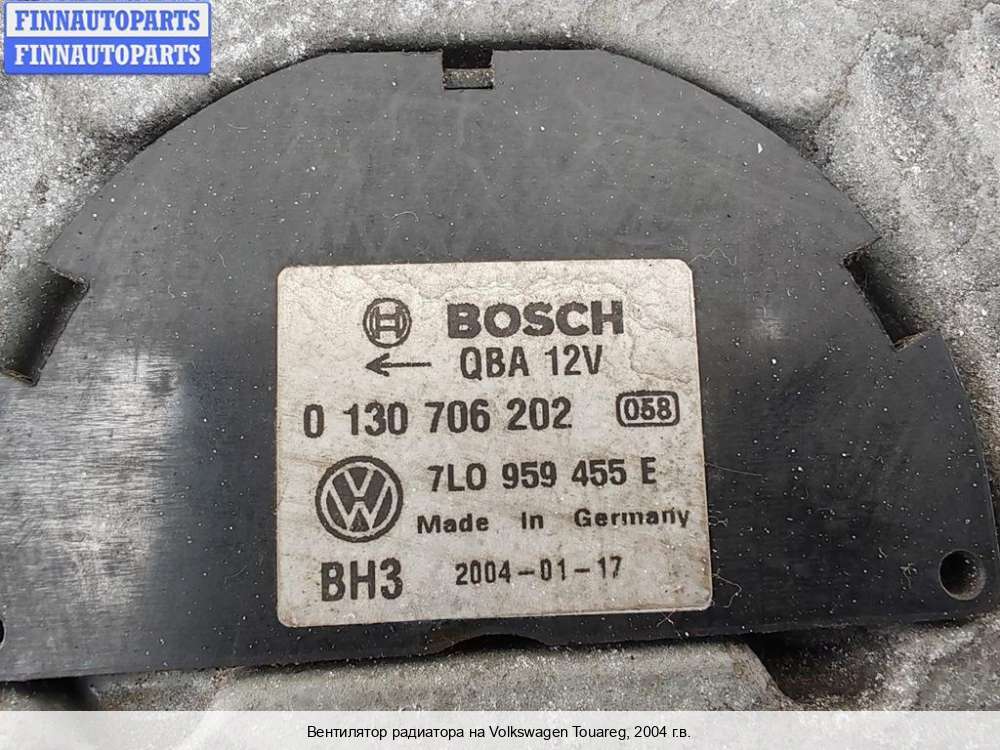 FINNAUTOPARTS
FINNAUTOPARTS
BOSCH
← QBA 12V
0 130 706 202 058
7L0 959 455 E
Made in Germany
BH3 2004-01-17
Вентилятор радиатора на Volkswagen Touareg, 2004 г.в.